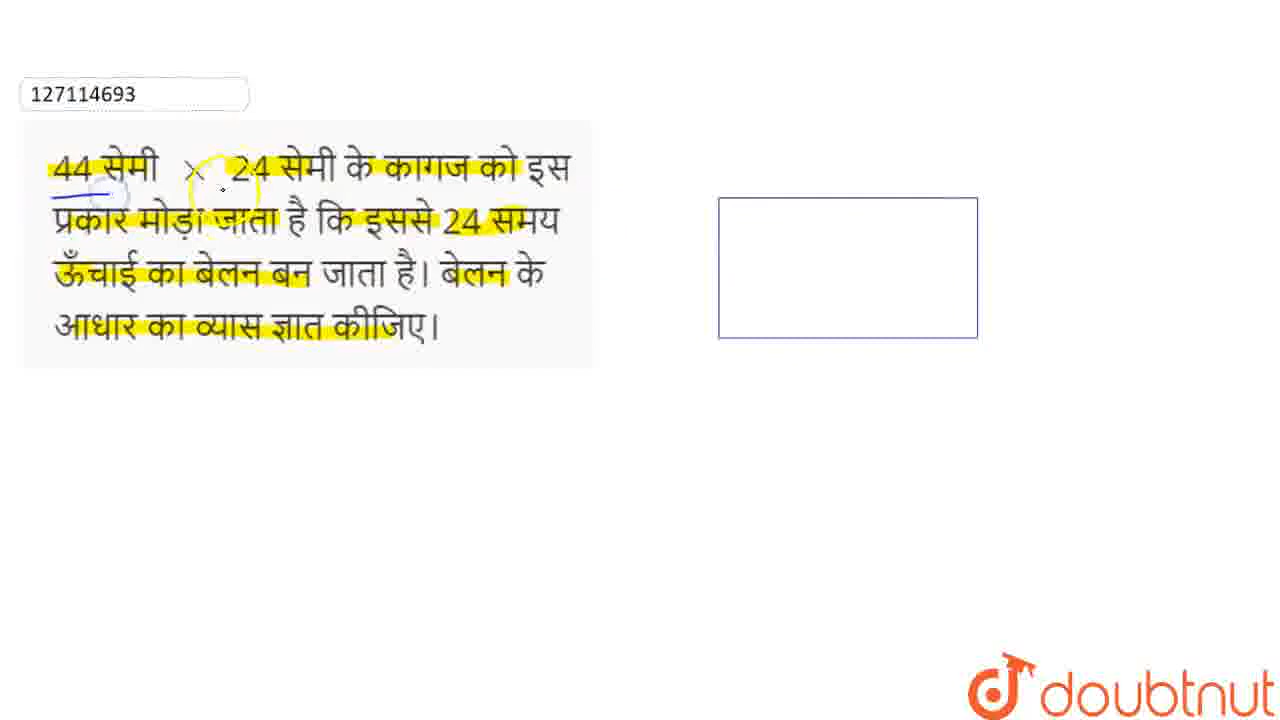 127114693
44 सेमी × 24 सेमी के कागज को इस
प्रकार मोड़ा जाता है कि इससे 24 समय
ऊँचाई का बेलन बन जाता है। बेलन के
आधार का व्यास ज्ञात कीजिए।
doubtnut